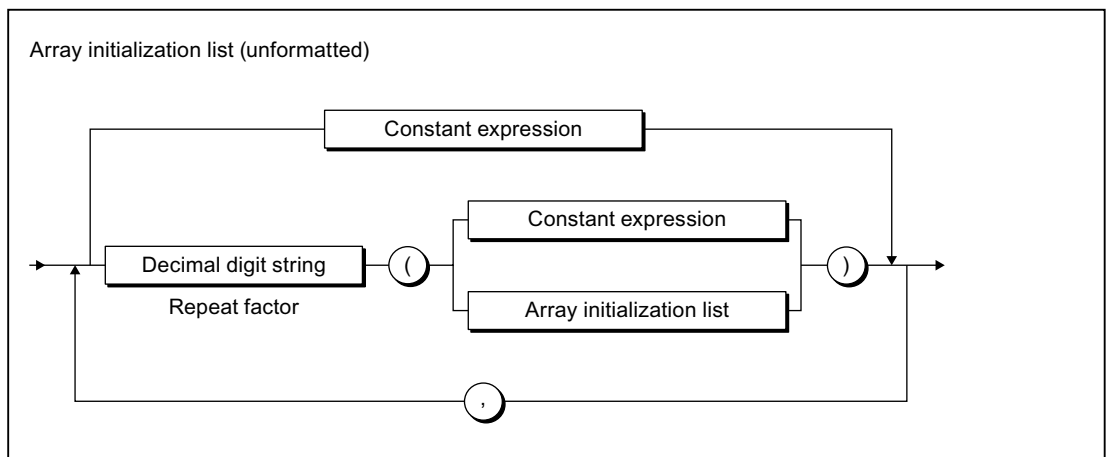 Array initialization list (unformatted)
Constant expression
Constant expression
Decimal digit string
(
)
Repeat factor
Array initialization list
,